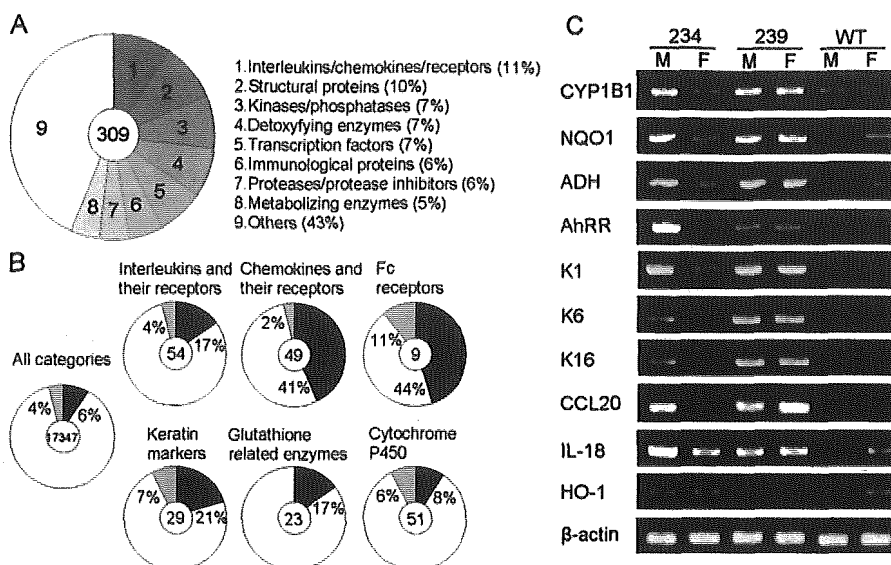 A
1
2
3
4
5
6
7
8
9
309
1.Interleukins/chemokines/receptors (11%)
2.Structural proteins (10%)
3.Kinases/phosphatases (7%)
4.Detoxyfying enzymes (7%)
5.Transcription factors (7%)
6.Immunological proteins (6%)
7.Proteases/protease inhibitors (6%)
8.Metabolizing enzymes (5%)
9.Others (43%)
B
All categories
4%
6%
17347
Interleukins and
their receptors
4%
17%
54
Chemokines and
their receptors
2%
41%
49
Fc
receptors
11%
44%
9
Keratin
markers
7%
21%
29
Glutathione
related enzymes
17%
23
Cytochrome
P450
6%
8%
51
C
234 239 WT
M F M F M F
CYP1B1
NQO1
ADH
AhRR
K1
K6
K16
CCL20
IL-18
HO-1
β-actin